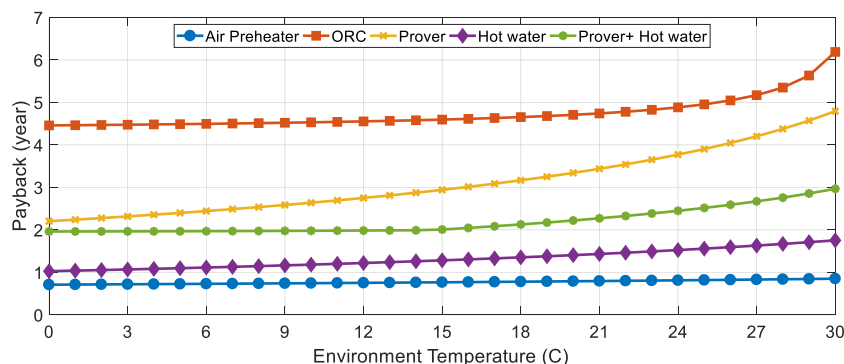 Air Preheater ORC Prover Hot water Prover+ Hot water
Payback (year)
7
6
5
4
3
2
1
0
0 3 6 9 12 15 18 21 24 27 30
Environment Temperature (C)